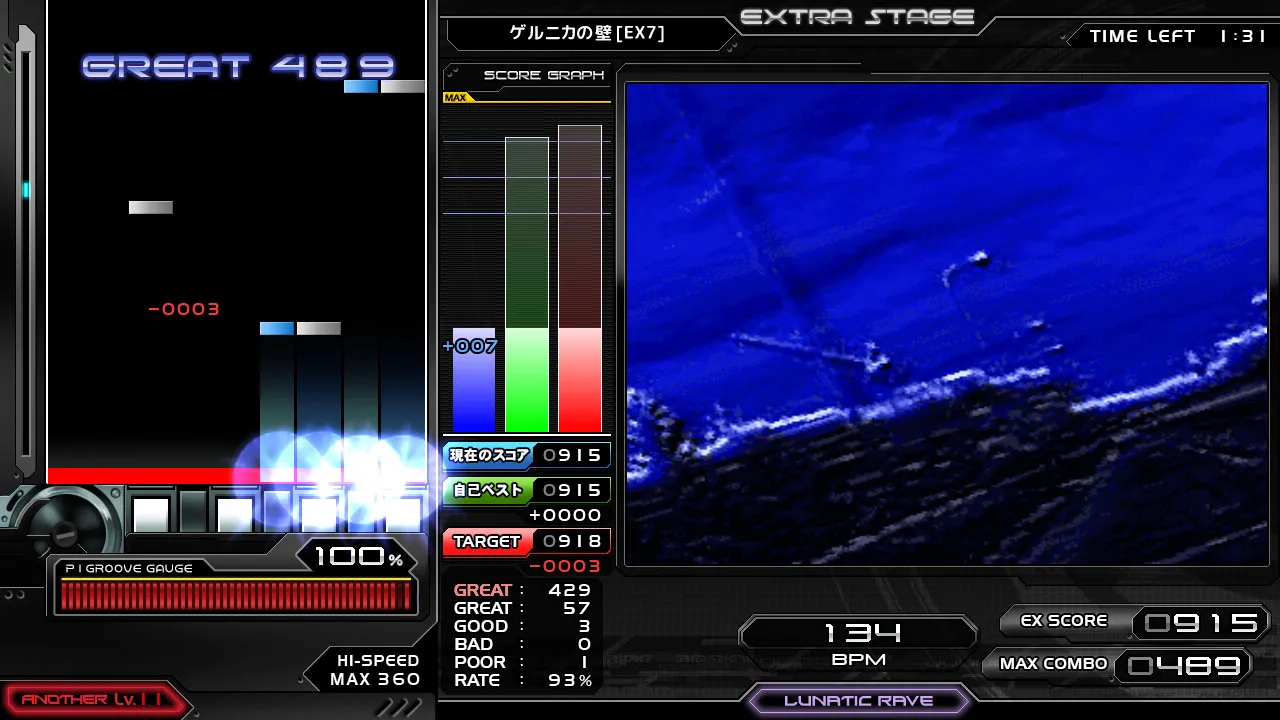 GREAT 489
-0003
P1 GROOVE GAUGE
100%
HI-SPEED
MAX 360
ANOTHER Lv.11
ゲルニカの壁[EX7]
EXTRA STAGE
TIME LEFT 1:31
SCORE GRAPH
MAX
+007
現在のスコア 0915
自己ベスト 0915
+0000
TARGET 0918
-0003
GREAT : 429
GREAT : 57
GOOD : 3
BAD : 0
POOR : 1
RATE : 93%
134
BPM
EX SCORE 0915
MAX COMBO 0489
LUNATIC RAVE